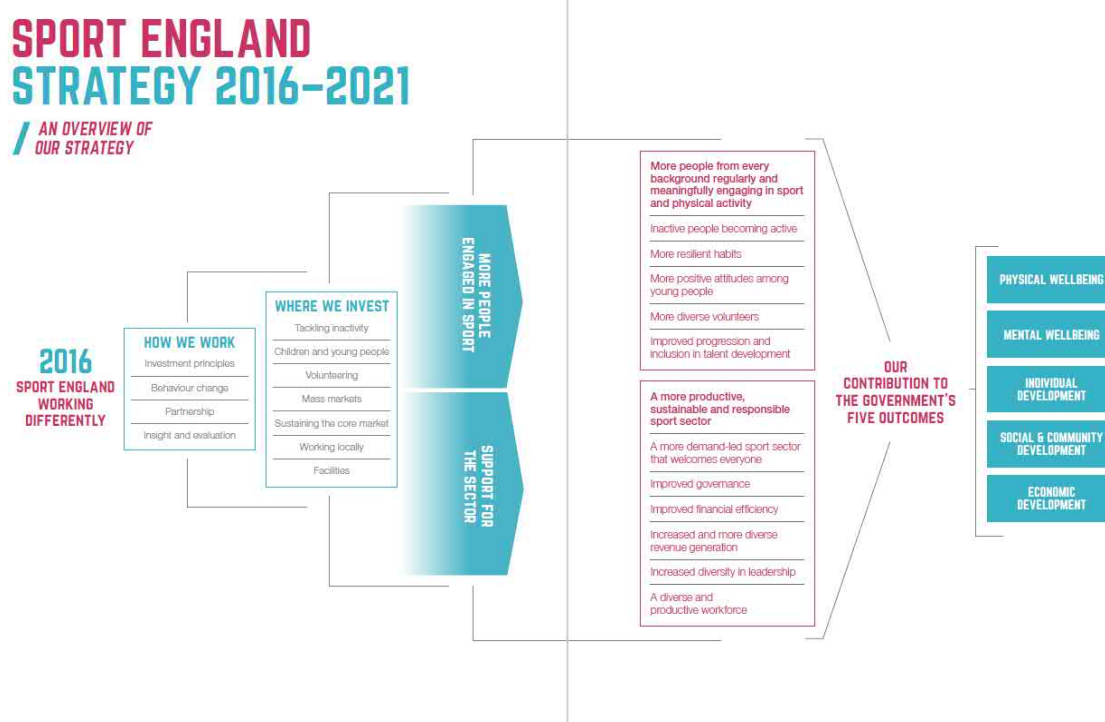 SPORT ENGLAND
STRATEGY 2016–2021
/ AN OVERVIEW OF
OUR STRATEGY
2016
SPORT ENGLAND
WORKING
DIFFERENTLY
HOW WE WORK
Investment principles
Behaviour change
Partnership
Insight and evaluation
WHERE WE INVEST
Tackling inactivity
Children and young people
Volunteering
Mass markets
Sustaining the core market
Working locally
Facilities
MORE PEOPLE
ENGAGED IN SPORT
SUPPORT FOR
THE SECTOR
More people from every
background regularly and
meaningfully engaging in sport
and physical activity
Inactive people becoming active
More resilient habits
More positive attitudes among
young people
More diverse volunteers
Improved progression and
inclusion in talent development
A more productive,
sustainable and responsible
sport sector
A more demand-led sport sector
that welcomes everyone
Improved governance
Improved financial efficiency
Increased and more diverse
revenue generation
Increased diversity in leadership
A diverse and
productive workforce
OUR
CONTRIBUTION TO
THE GOVERNMENT'S
FIVE OUTCOMES
PHYSICAL WELLBEING
MENTAL WELLBEING
INDIVIDUAL
DEVELOPMENT
SOCIAL & COMMUNITY
DEVELOPMENT
ECONOMIC
DEVELOPMENT